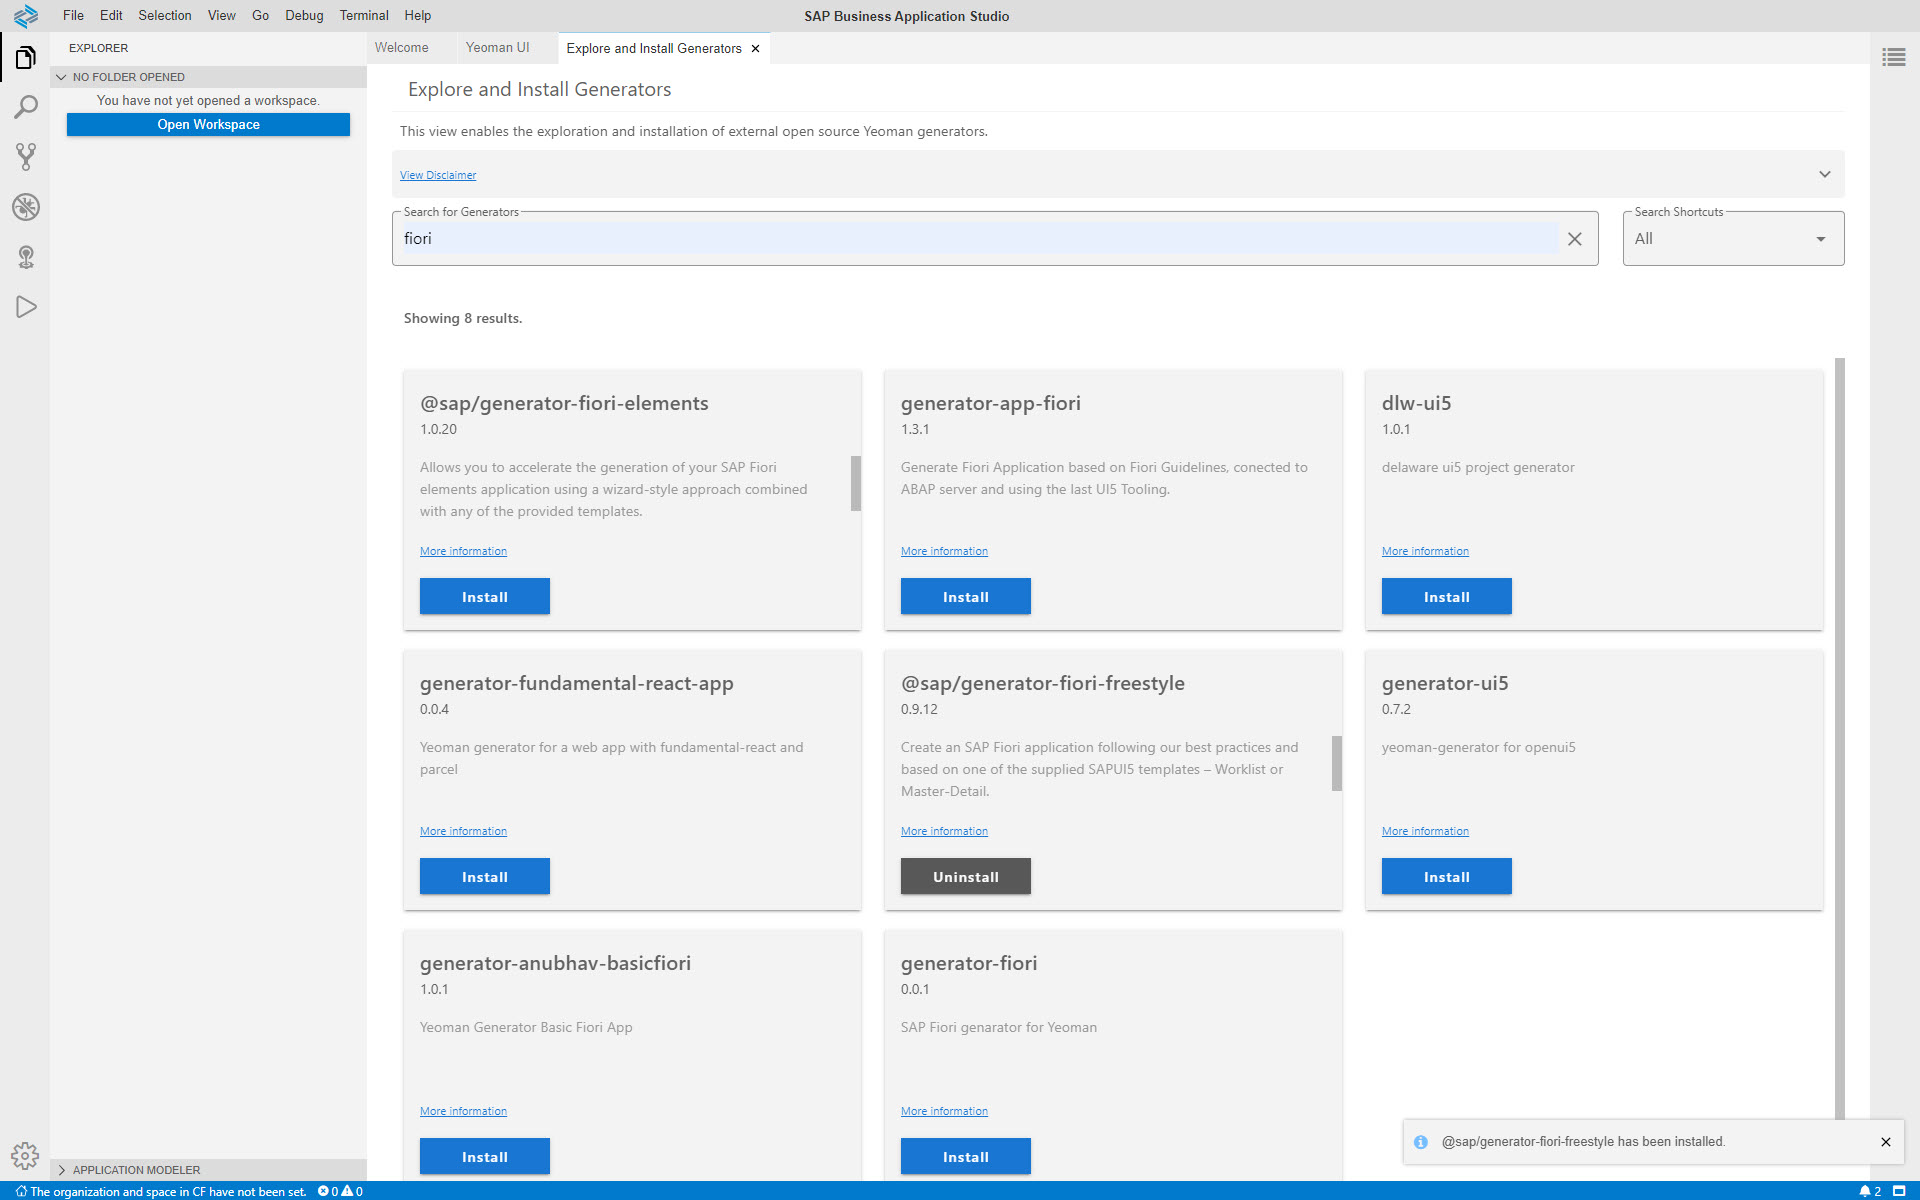 File Edit Selection View Go Debug Terminal Help
SAP Business Application Studio
EXPLORER
NO FOLDER OPENED
You have not yet opened a workspace.
Open Workspace
APPLICATION MODELER
Welcome
Yeoman UI
Explore and Install Generators
Explore and Install Generators
This view enables the exploration and installation of external open source Yeoman generators.
View Disclaimer
Search for Generators
fiori
Search Shortcuts
All
Showing 8 results.
@sap/generator-fiori-elements
1.0.20
Allows you to accelerate the generation of your SAP Fiori
elements application using a wizard-style approach combined
with any of the provided templates.
More information
Install
generator-app-fiori
1.3.1
Generate Fiori Application based on Fiori Guidelines, conected to
ABAP server and using the last UI5 Tooling.
More information
Install
dlw-ui5
1.0.1
delaware ui5 project generator
More information
Install
generator-fundamental-react-app
0.0.4
Yeoman generator for a web app with fundamental-react and
parcel
More information
Install
@sap/generator-fiori-freestyle
0.9.12
Create an SAP Fiori application following our best practices and
based on one of the supplied SAPUI5 templates – Worklist or
Master-Detail.
More information
Uninstall
generator-ui5
0.7.2
yeoman-generator for openui5
More information
Install
generator-anubhav-basicfiori
1.0.1
Yeoman Generator Basic Fiori App
More information
Install
generator-fiori
0.0.1
SAP Fiori genarator for Yeoman
More information
Install
@sap/generator-fiori-freestyle has been installed.
The organization and space in CF have not been set. 0 0
2